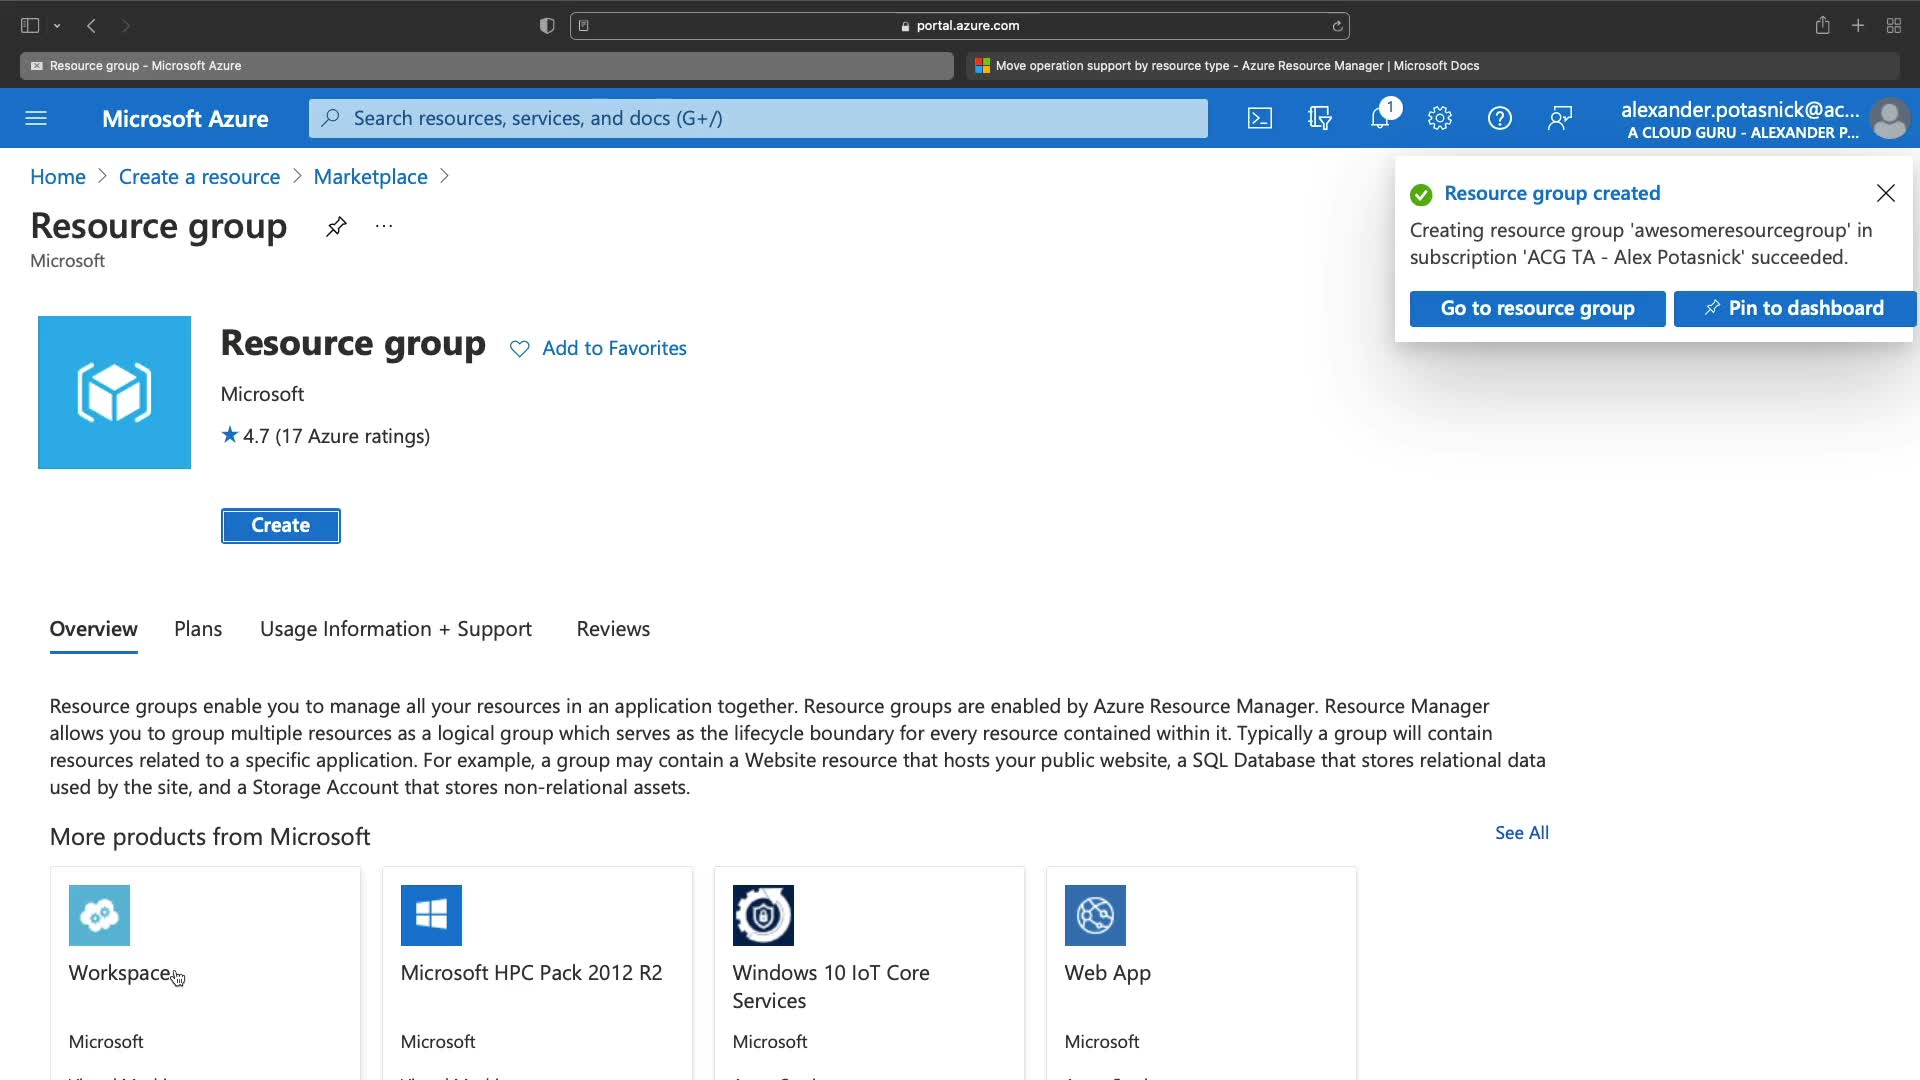 portal.azure.com
Resource group - Microsoft Azure
Move operation support by resource type - Azure Resource Manager | Microsoft Docs
Microsoft Azure
Search resources, services, and docs (G+/)
1
alexander.potasnick@ac...
A CLOUD GURU - ALEXANDER P...
Home > Create a resource > Marketplace >
Resource group
...
Microsoft
Resource group created
Creating resource group 'awesomeresourcegroup' in
subscription 'ACG TA - Alex Potasnick' succeeded.
Go to resource group
Pin to dashboard
Resource group
Add to Favorites
Microsoft
4.7 (17 Azure ratings)
Create
Overview
Plans
Usage Information + Support
Reviews
Resource groups enable you to manage all your resources in an application together. Resource groups are enabled by Azure Resource Manager. Resource Manager
allows you to group multiple resources as a logical group which serves as the lifecycle boundary for every resource contained within it. Typically a group will contain
resources related to a specific application. For example, a group may contain a Website resource that hosts your public website, a SQL Database that stores relational data
used by the site, and a Storage Account that stores non-relational assets.
More products from Microsoft
See All
Workspace
Microsoft HPC Pack 2012 R2
Windows 10 IoT Core
Services
Web App
Microsoft
Microsoft
Microsoft
Microsoft